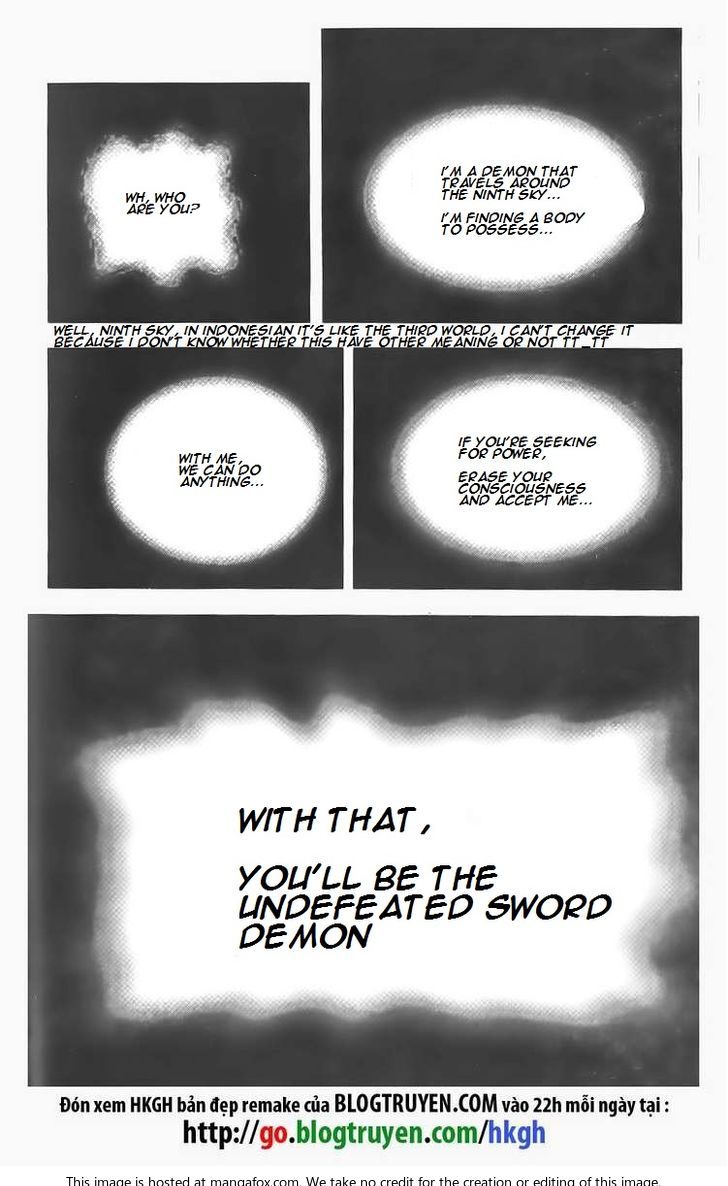 WH, WHO
ARE YOU?
I'M A DEMON THAT
TRAVELS AROUND
THE NINTH SKY...
I'M FINDING A BODY
TO POSSESS...
WELL, NINTH SKY, IN INDONESIAN IT'S LIKE THE THIRD WORLD, I CAN'T CHANGE IT
BECAUSE I DON'T KNOW WHETHER THIS HAVE OTHER MEANING OR NOT TT_TT
WITH ME,
WE CAN DO
ANYTHING...
IF YOU'RE SEEKING
FOR POWER,
ERASE YOUR
CONSCIOUSNESS
AND ACCEPT ME...
WITH THAT,
YOU'LL BE THE
UNDEFEATED SWORD
DEMON
Đón xem HKGH bản đẹp remake của BLOGTRUYEN.COM vào 22h mỗi ngày tại :
http://go.blogtruyen.com/hkgh
This image is hosted at mangafox.com. We take no credit for the creation or editing of this image.